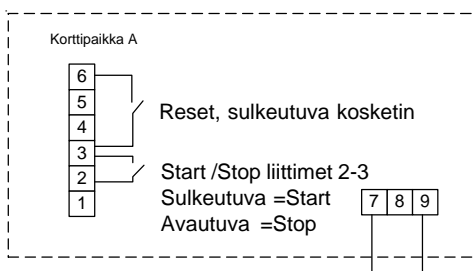 Korttipaikka A
6
5
4
3
2
1
Reset, sulkeutuva kosketin
Start /Stop liittimet 2-3
Sulkeutuva =Start
Avautuva =Stop
7 8 9